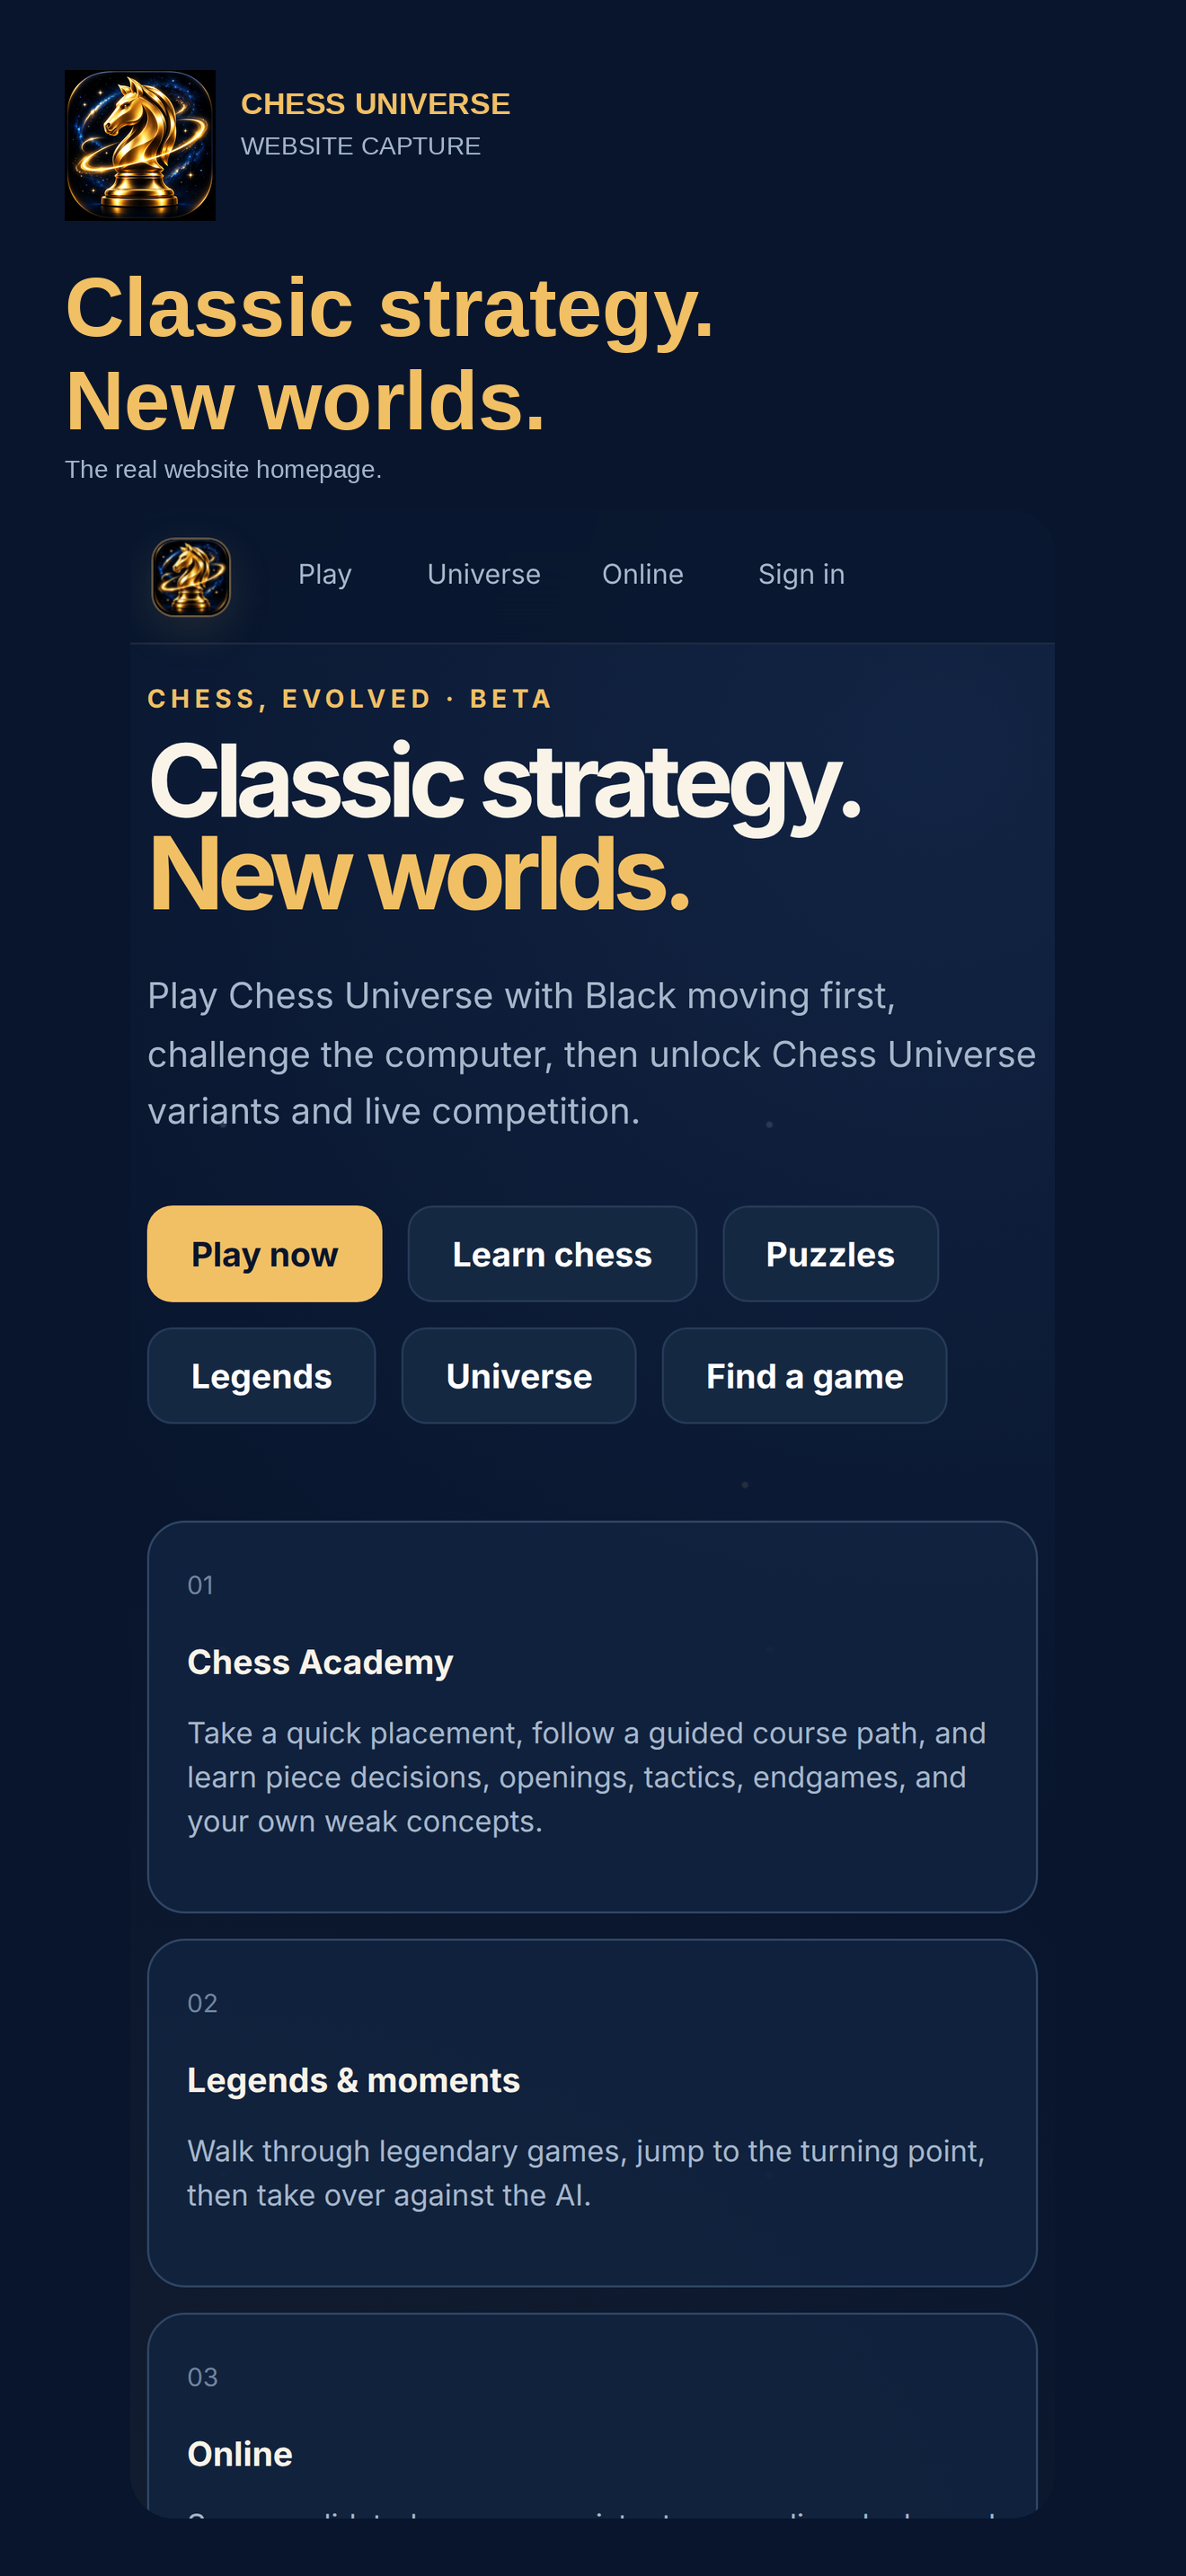 CHESS UNIVERSE
WEBSITE CAPTURE
Classic strategy.
New worlds.
The real website homepage.
Play Universe Online Sign in
CHESS, EVOLVED · BETA
Classic strategy.
New worlds.
Play Chess Universe with Black moving first,
challenge the computer, then unlock Chess Universe
variants and live competition.
Play now Learn chess Puzzles
Legends Universe Find a game
01
Chess Academy
Take a quick placement, follow a guided course path, and
learn piece decisions, openings, tactics, endgames, and
your own weak concepts.
02
Legends & moments
Walk through legendary games, jump to the turning point,
then take over against the AI.
03
Online